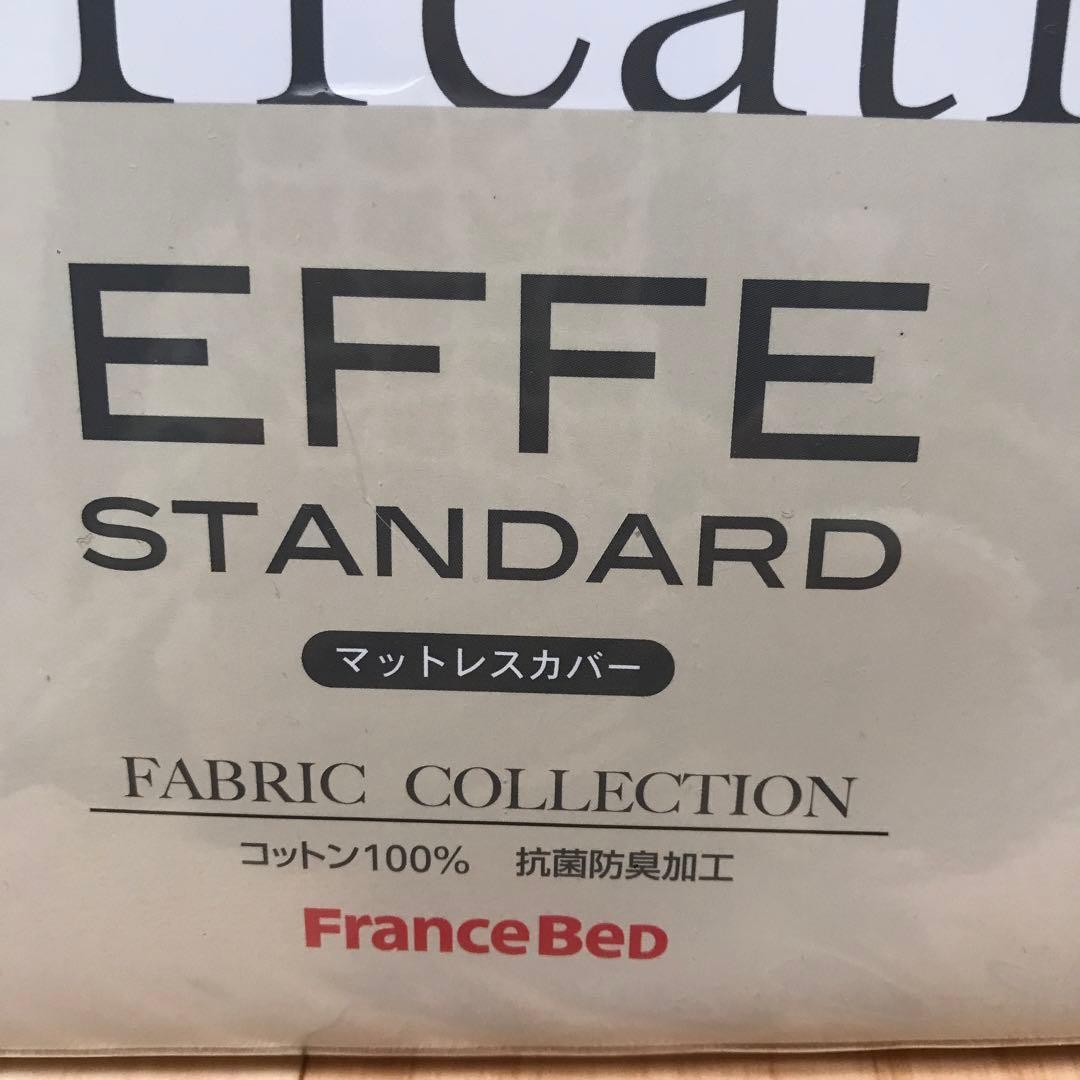 EFFE
STANDARD
マットレスカバー
FABRIC COLLECTION
コットン100% 抗菌防臭加工
FranceBeD